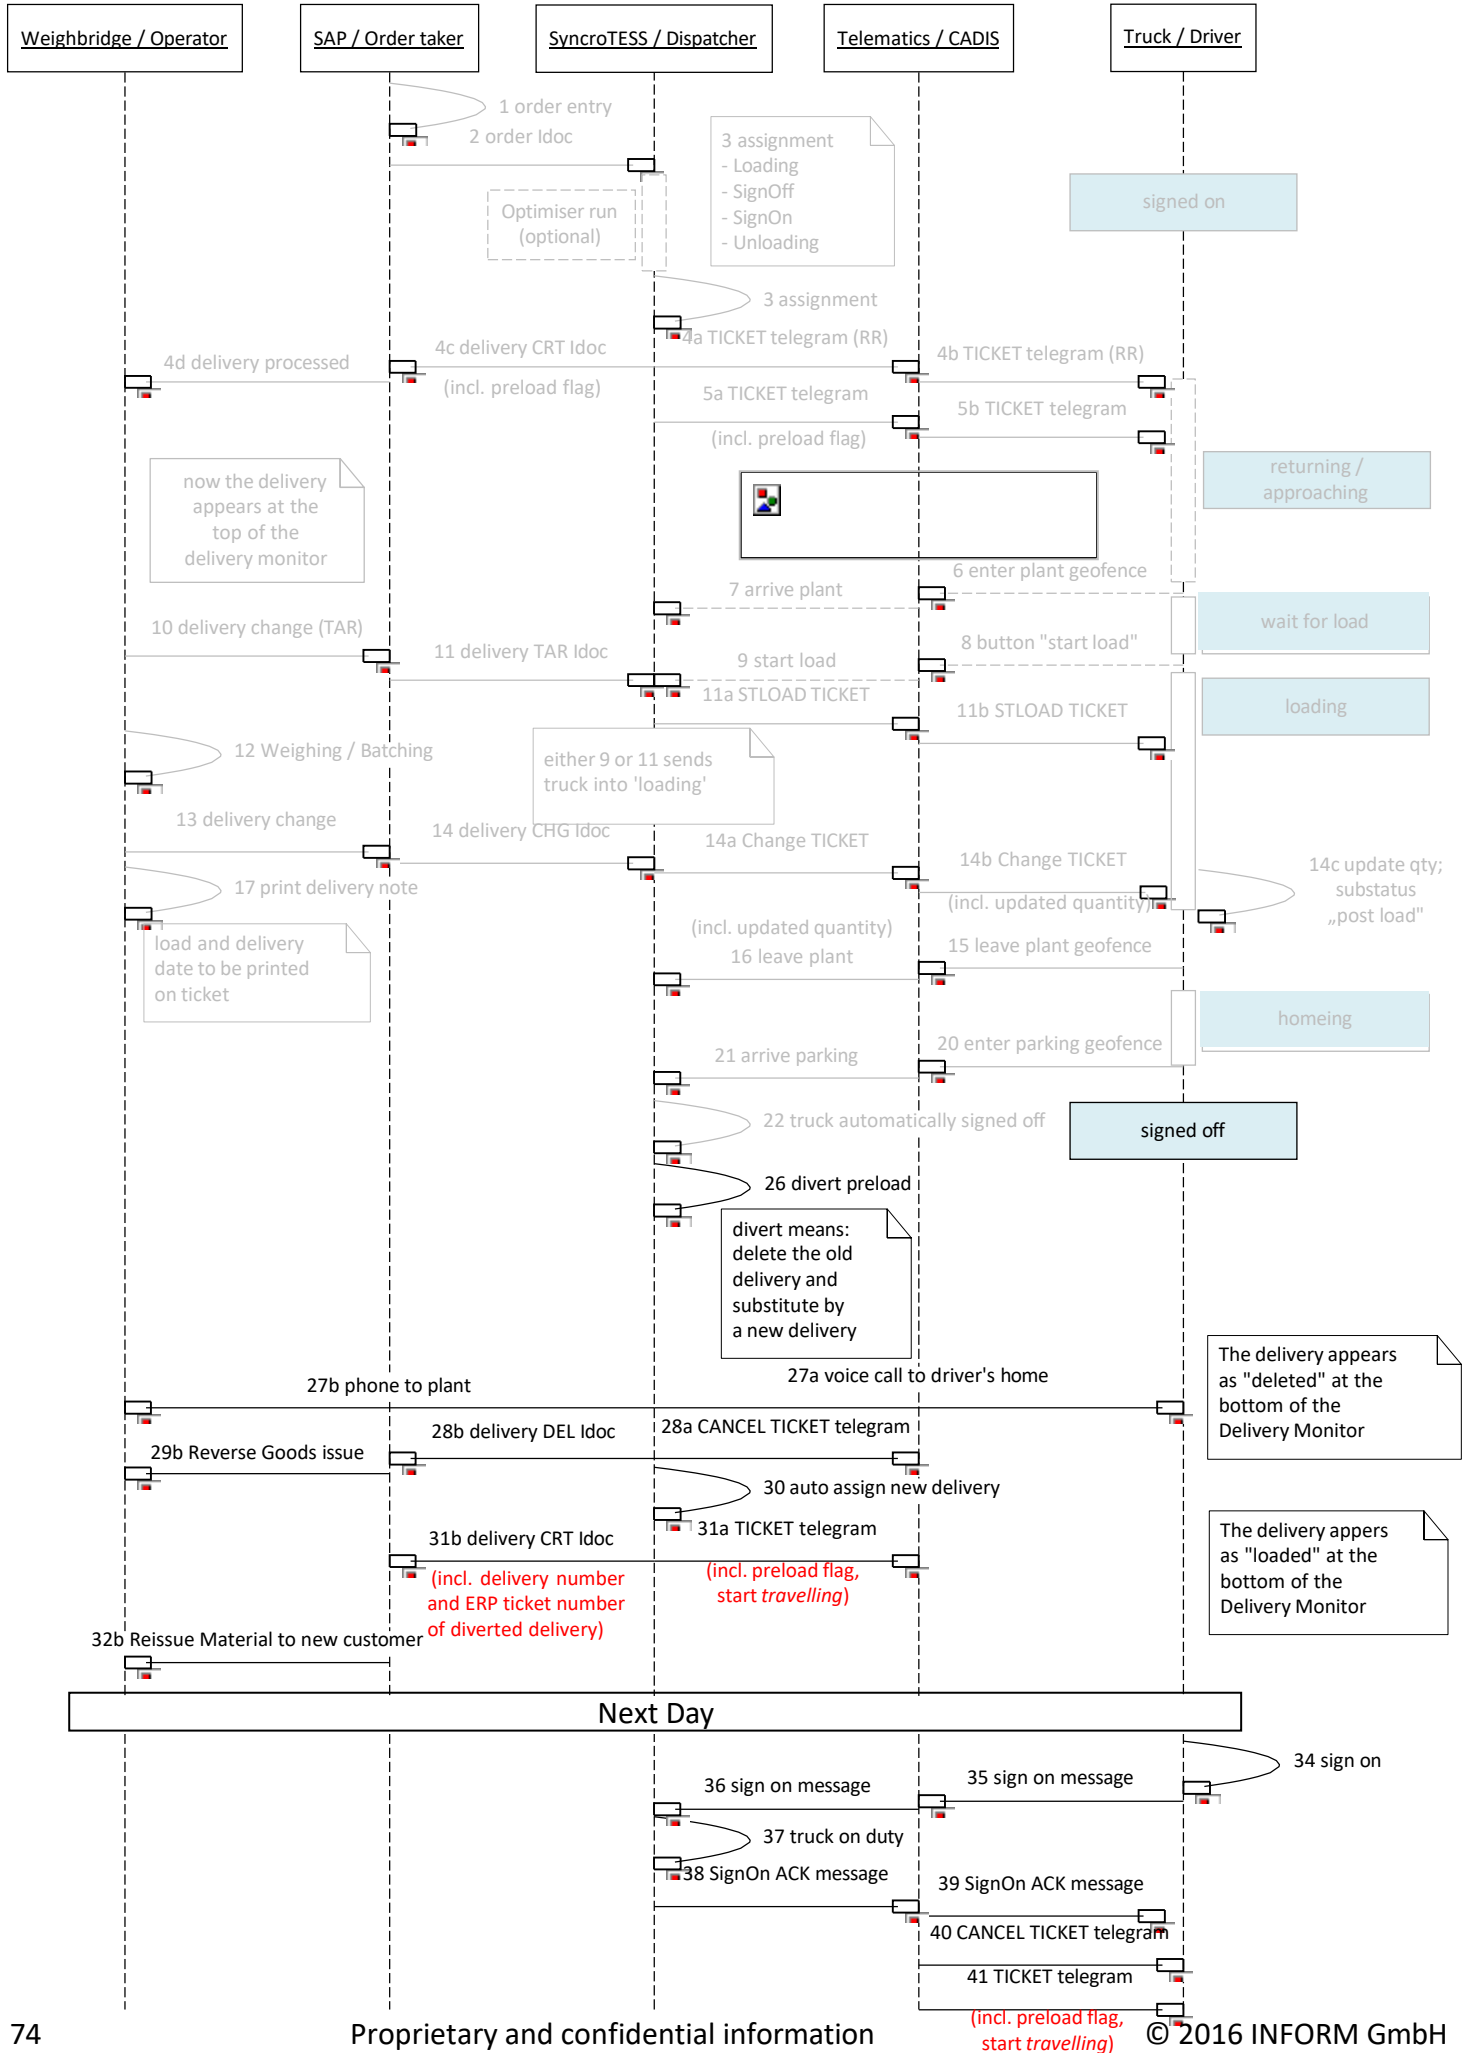 Weighbridge / Operator
SAP / Order taker
SyncroTESS / Dispatcher
Telematics / CADIS
Truck / Driver
1 order entry
2 order Idoc
3 assignment
- Loading
- SignOff
- SignOn
- Unloading
signed on
Optimiser run
(optional)
3 assignment
4a TICKET telegram (RR)
4c delivery CRT Idoc
4b TICKET telegram (RR)
4d delivery processed
(incl. preload flag)
5a TICKET telegram
5b TICKET telegram
(incl. preload flag)
now the delivery
appears at the
top of the
delivery monitor
returning /
approaching
6 enter plant geofence
7 arrive plant
wait for load
10 delivery change (TAR)
11 delivery TAR Idoc
9 start load
8 button "start load"
11a STLOAD TICKET
11b STLOAD TICKET
loading
12 Weighing / Batching
either 9 or 11 sends
truck into 'loading'
13 delivery change
14 delivery CHG Idoc
14a Change TICKET
14b Change TICKET
14c update qty;
substatus
„post load"
17 print delivery note
(incl. updated quantity)
(incl. updated quantity)
load and delivery
date to be printed
on ticket
16 leave plant
15 leave plant geofence
homeing
21 arrive parking
20 enter parking geofence
22 truck automatically signed off
signed off
26 divert preload
divert means:
delete the old
delivery and
substitute by
a new delivery
27b phone to plant
27a voice call to driver's home
The delivery appears
as "deleted" at the
bottom of the
Delivery Monitor
28b delivery DEL Idoc
28a CANCEL TICKET telegram
29b Reverse Goods issue
30 auto assign new delivery
31b delivery CRT Idoc
31a TICKET telegram
The delivery appers
as "loaded" at the
bottom of the
Delivery Monitor
(incl. delivery number
and ERP ticket number
of diverted delivery)
(incl. preload flag,
start travelling)
32b Reissue Material to new customer
Next Day
34 sign on
36 sign on message
35 sign on message
37 truck on duty
38 SignOn ACK message
39 SignOn ACK message
40 CANCEL TICKET telegram
41 TICKET telegram
(incl. preload flag,
start travelling)
74
Proprietary and confidential information
© 2016 INFORM GmbH